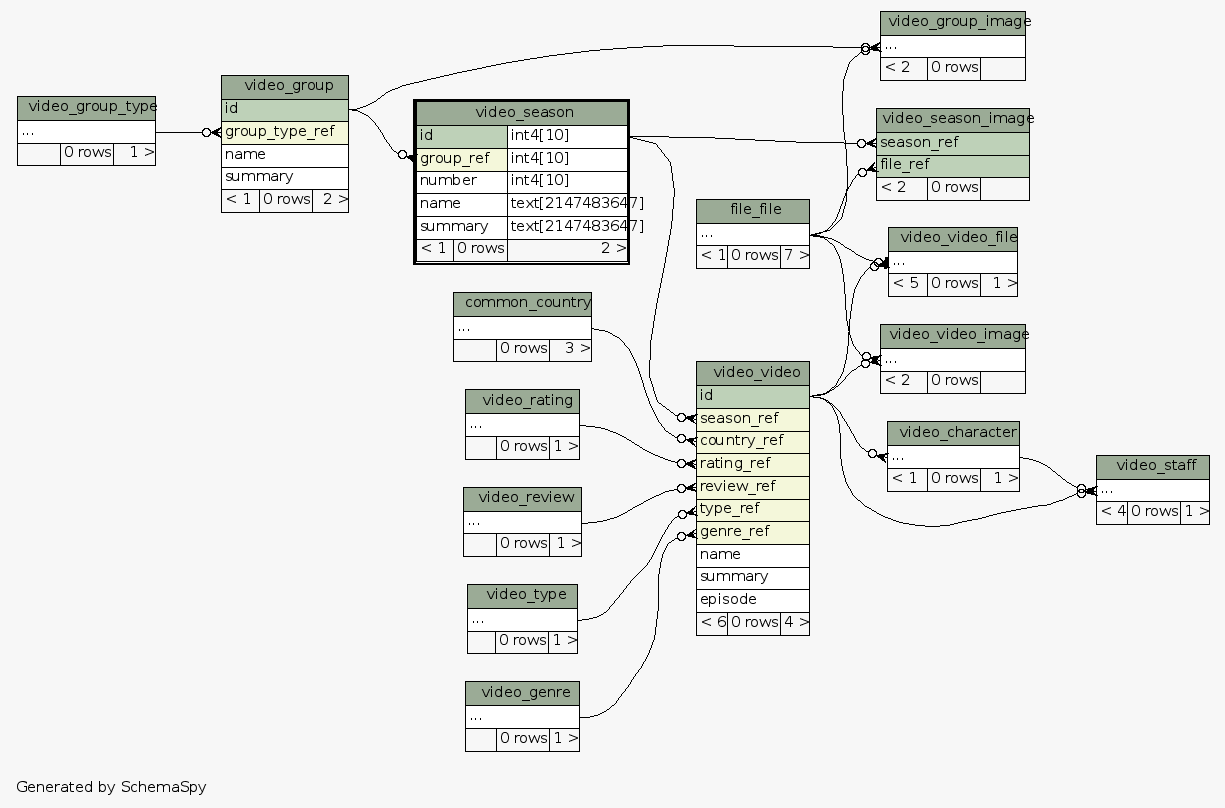 video_group_image
...
< 2 0 rows
video_group_type
...
0 rows 1 >
video_group
id
group_type_ref
name
summary
< 1 0 rows 2 >
video_season
id int4[10]
group_ref int4[10]
number int4[10]
name text[2147483647]
summary text[2147483647]
< 1 0 rows 2 >
video_season_image
season_ref
file_ref
< 2 0 rows
file_file
...
< 1 0 rows 7 >
video_video_file
...
< 5 0 rows 1 >
common_country
...
0 rows 3 >
video_video_image
...
< 2 0 rows
video_rating
...
0 rows 1 >
video_video
id
season_ref
country_ref
rating_ref
review_ref
type_ref
genre_ref
name
summary
episode
< 6 0 rows 4 >
video_character
...
< 1 0 rows 1 >
video_staff
...
< 4 0 rows 1 >
video_review
...
0 rows 1 >
video_type
...
0 rows 1 >
video_genre
...
0 rows 1 >
Generated by SchemaSpy